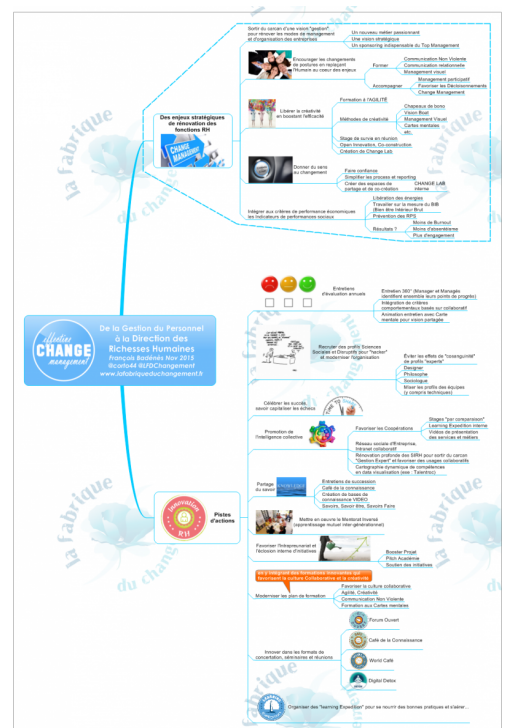 Sortir du carcan d'une vision "gestion"
pour rénover les modes de management
et d'organisation des entreprises
Un nouveau métier passionnant
Une vision stratégique
Un sponsoring indispensable du Top Management
Encourager les changements
de postures en replaçant
l'Humain au coeur des enjeux
Former
Communication Non Violente
Communication relationnelle
Management visuel
Accompagner
Management participatif
Favoriser les Décloisonnements
Change Management
Des enjeux stratégiques
de rénovation des
fonctions RH
CHANGE
MANAGEMENT
Libérer la créativité
en boostant l'efficacité
Formation à l'AGILITÉ
Méthodes de créativité
Chapeaux de bono
Vision Boat
Management Visuel
Cartes mentales ...
etc.
Stage de survie en réunion
Open Innovation, Co-construction
Création de Change Lab
Donner du sens
au changement
Faire confiance
Simplifier les process et reporting
Créer des espaces de
partage et de co-création
CHANGE LAB
interne
Intégrer aux critères de performance économiques
les Indicateurs de performances sociaux
Libération des énergies
Travailler sur la mesure du BIB
(Bien être Intérieur Brut
Prévention des RPS
Résultats ?
Moins de Burnout
Moins d'absentéisme
Plus d'engagement
effective
CHANGE
management
De la Gestion du Personnel
à la Direction des
Richesses Humaines
François Badénès Nov 2015
@carto44 @LFDChangement
www.lafabriqueduchangement.fr
Entretiens
d'évaluation annuels
Entretien 360° (Manager et Managés
identifient ensemble leurs points de progrès)
Intégration de critères
comportementaux basés sur collaboratif
Animation entretien avec Carte
mentale pour vision partagée
Recruter des profils Sciences
Sociales et Disruptifs pour "hacker"
et moderniser l'organisation
Éviter les effets de "cosanguinité"
de profils "experts"
Designer
Philosophe
Sociologue
Mixer les profils des équipes
(y compris techniques)
Célébrer les succès,
savoir capitaliser les échecs
TIME TO
Promotion de
l'intelligence collective
Favoriser les Coopérations
Stages "par comparaison"
Learning Expedition interne
Vidéos de présentation
des services et métiers
Réseau sociale d'Entreprise,
Intranet collaboratif
Rénovation profonde des SIRH pour sortir du carcan
"Gestion Expert" et favoriser des usages collaboratifs
Cartographie dynamique de compétences
en data visualisation (ex : Talentroc)
Partage
du savoir
Entretiens de succession
Café de la connaissance
Création de bases de
connaissance VIDEO
Savoirs, Savoir être, Savoirs Faire
Innovation
RH
Pistes
d'actions
Mettre en oeuvre le Mentorat Inversé
(apprentissage mutuel inter-générationnel)
Favoriser l'intrepreunariat et
l'éclosion interne d'initiatives
Booster Projet
Pitch Académie
Soutien des initiatives
en y intégrant des formations innovantes qui
favorisent la culture Collaborative et la créativité
Moderniser les plan de formation
Favoriser la culture collaborative
Agilité, Créativité
Communication Non Violente
Formation aux Cartes mentales
Innover dans les formats de
concertation, séminaires et réunions
Forum Ouvert
Café de la Connaissance
World Café
Digital Detox
Organiser des "learning Expedition" pour se nourrir des bonnes pratiques et s'aérer...
la fabrique
du changement